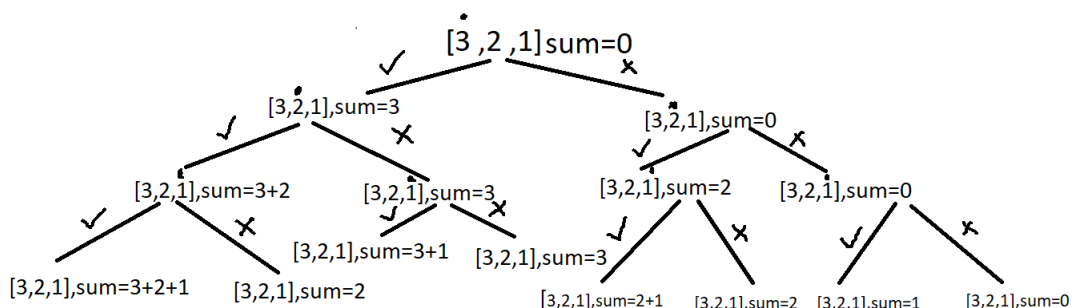 [3 ,2 ,1] sum=0
[3,2,1],sum=3
[3,2,1],sum=0
[3,2,1],sum=3+2
[3,2,1],sum=3
[3,2,1],sum=2
[3,2,1],sum=0
[3,2,1],sum=3+2+1
[3,2,1],sum=2
[3,2,1],sum=3+1
[3,2,1],sum=3
[3,2,1],sum=2+1
[3,2,1],sum=2
[3,2,1],sum=1
[3,2,1],sum=0